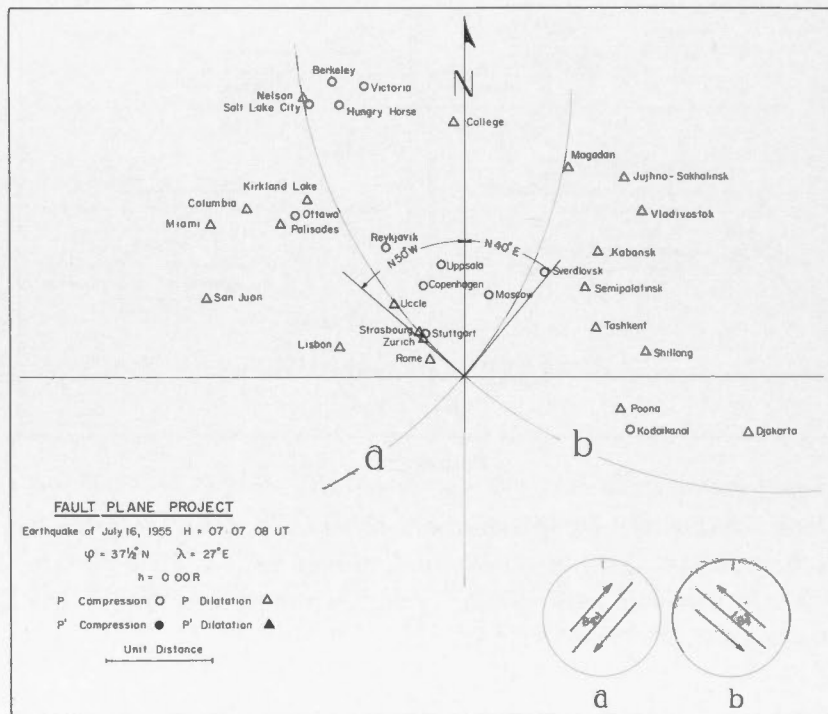 N
Berkeley
Victoria
Nelson
Salt Lake City
Hungry Horse
College
Magadan
Jujhno-Sakhalinsk
Kirkland Lake
Columbia
Ottawa
Vladivostok
Miami
Palisades
Reykjavik
N50°W
N40°E
Kabansk
Uppsala
Sverdlovsk
Copenhagen
Moscow
Semipalatinsk
San Juan
Uccle
Strasbourg
Stuttgart
Tashkent
Zurich
Lisbon
Rome
Shillong
Poona
Kodaikanal
Djakarta
a
b
FAULT PLANE PROJECT
Earthquake of July 16, 1955 H = 07:07 08 UT
φ = 37½° N λ = 27° E
h = 0.00R
P Compression P Dilatation
P' Compression P' Dilatation
Unit Distance
a
b